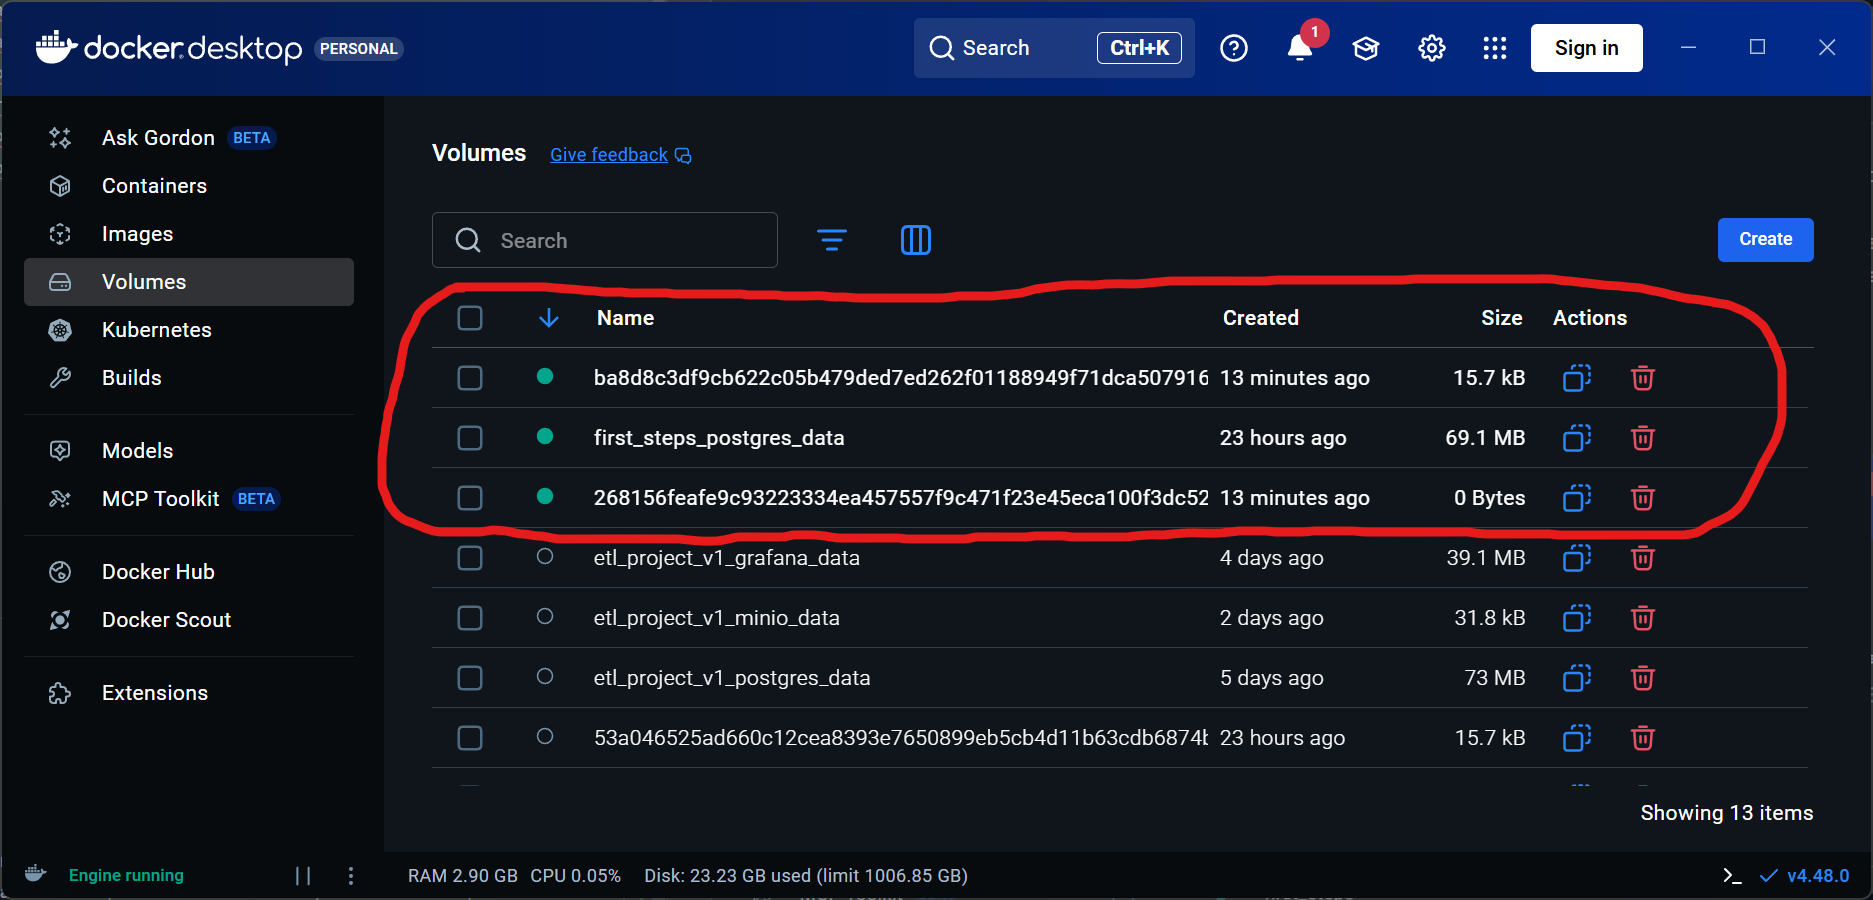 docker desktop PERSONAL
Search Ctrl+K
1
Sign in
Ask Gordon BETA
Containers
Images
Volumes
Kubernetes
Builds
Models
MCP Toolkit BETA
Docker Hub
Docker Scout
Extensions
Volumes Give feedback
Search
Create
Name Created Size Actions
ba8d8c3df9cb622c05b479ded7ed262f01188949f71dca507916 13 minutes ago 15.7 kB
first_steps_postgres_data 23 hours ago 69.1 MB
268156feafe9c93223334ea457557f9c471f23e45eca100f3dc52 13 minutes ago 0 Bytes
etl_project_v1_grafana_data 4 days ago 39.1 MB
etl_project_v1_minio_data 2 days ago 31.8 kB
etl_project_v1_postgres_data 5 days ago 73 MB
53a046525ad660c12cea8393e7650899eb5cb4d11b63cdb6874b 23 hours ago 15.7 kB
Showing 13 items
Engine running
RAM 2.90 GB CPU 0.05% Disk: 23.23 GB used (limit 1006.85 GB)
v4.48.0